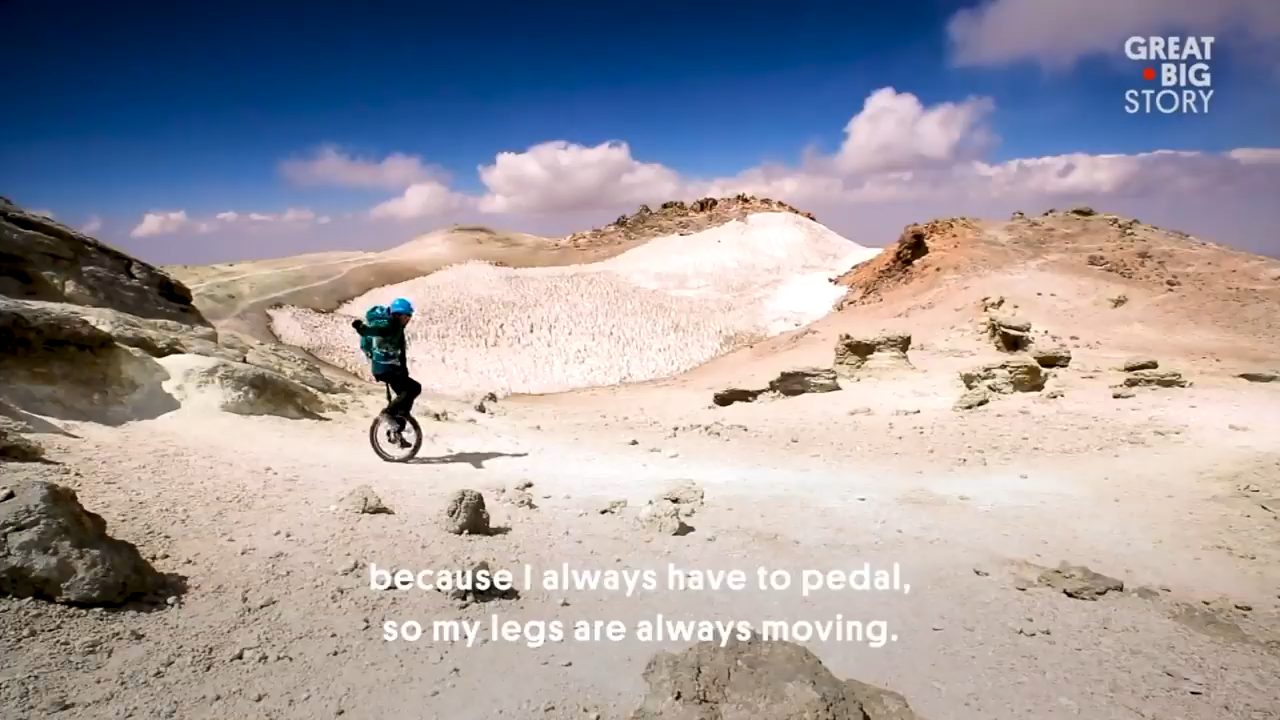 GREAT
BIG
STORY
because I always have to pedal,
so my legs are always moving.